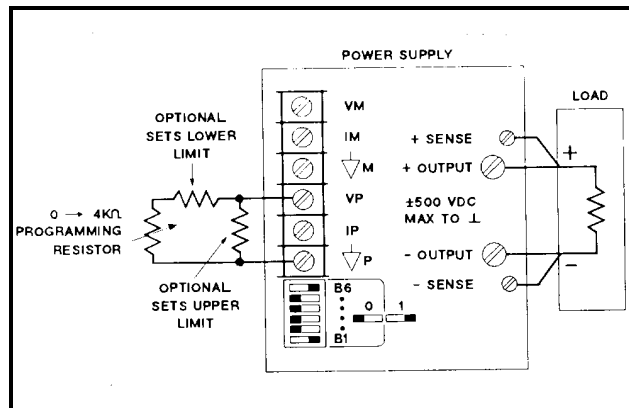 POWER SUPPLY
OPTIONAL
SETS LOWER
LIMIT
0 → 4KΩ
PROGRAMMING
RESISTOR
OPTIONAL
SETS UPPER
LIMIT
VM
IM
▽M
VP
IP
▽P
B6
0 1
B1
+ SENSE
+ OUTPUT
±500 VDC
MAX TO ⊥
- OUTPUT
- SENSE
LOAD
+
-